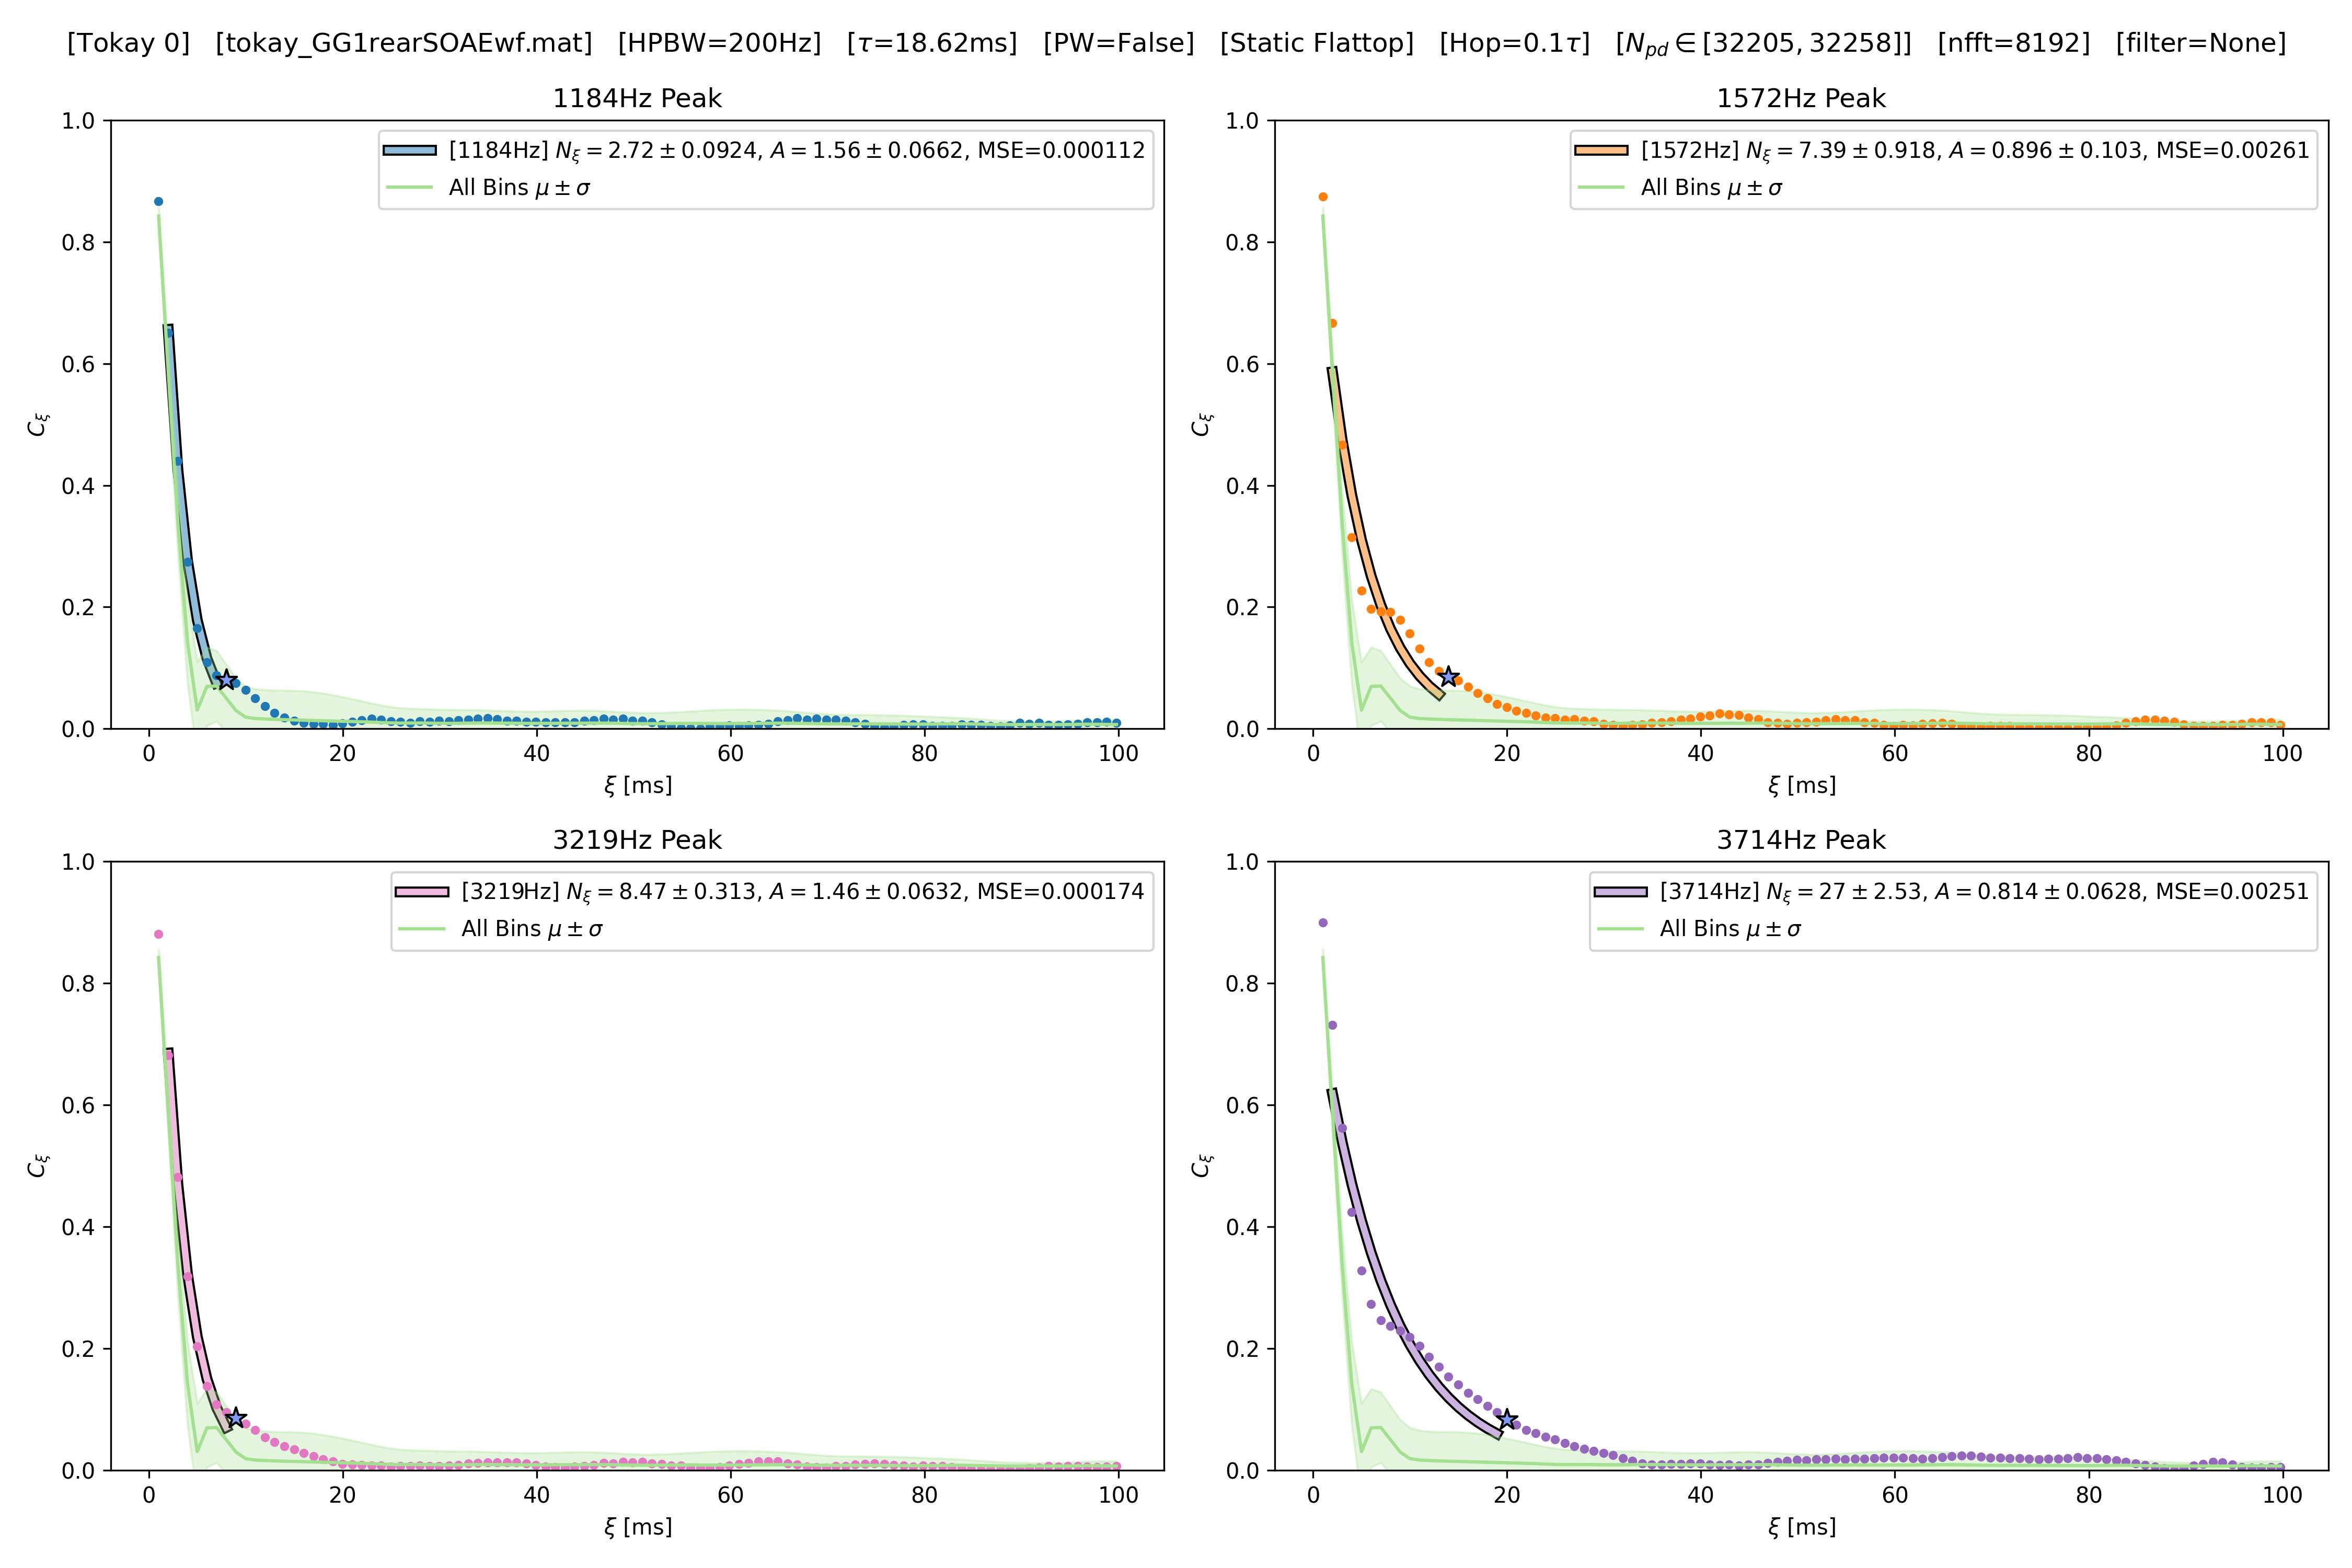 [Tokay 0] [tokay_GG1rearSOAEwf.mat] [HPBW=200Hz] [τ=18.62ms] [PW=False] [Static Flattop] [Hop=0.1τ] [N_pd ∈ [32205, 32258]] [nfft=8192] [filter=None]
1184Hz Peak
[1184Hz] N_ξ = 2.72 ± 0.0924, A = 1.56 ± 0.0662, MSE=0.000112
All Bins μ ± σ
1.0
0.8
0.6
0.4
0.2
0.0
C_ξ
0 20 40 60 80 100
ξ [ms]
1572Hz Peak
[1572Hz] N_ξ = 7.39 ± 0.918, A = 0.896 ± 0.103, MSE=0.00261
All Bins μ ± σ
1.0
0.8
0.6
0.4
0.2
0.0
C_ξ
0 20 40 60 80 100
ξ [ms]
3219Hz Peak
[3219Hz] N_ξ = 8.47 ± 0.313, A = 1.46 ± 0.0632, MSE=0.000174
All Bins μ ± σ
1.0
0.8
0.6
0.4
0.2
0.0
C_ξ
0 20 40 60 80 100
ξ [ms]
3714Hz Peak
[3714Hz] N_ξ = 27 ± 2.53, A = 0.814 ± 0.0628, MSE=0.00251
All Bins μ ± σ
1.0
0.8
0.6
0.4
0.2
0.0
C_ξ
0 20 40 60 80 100
ξ [ms]